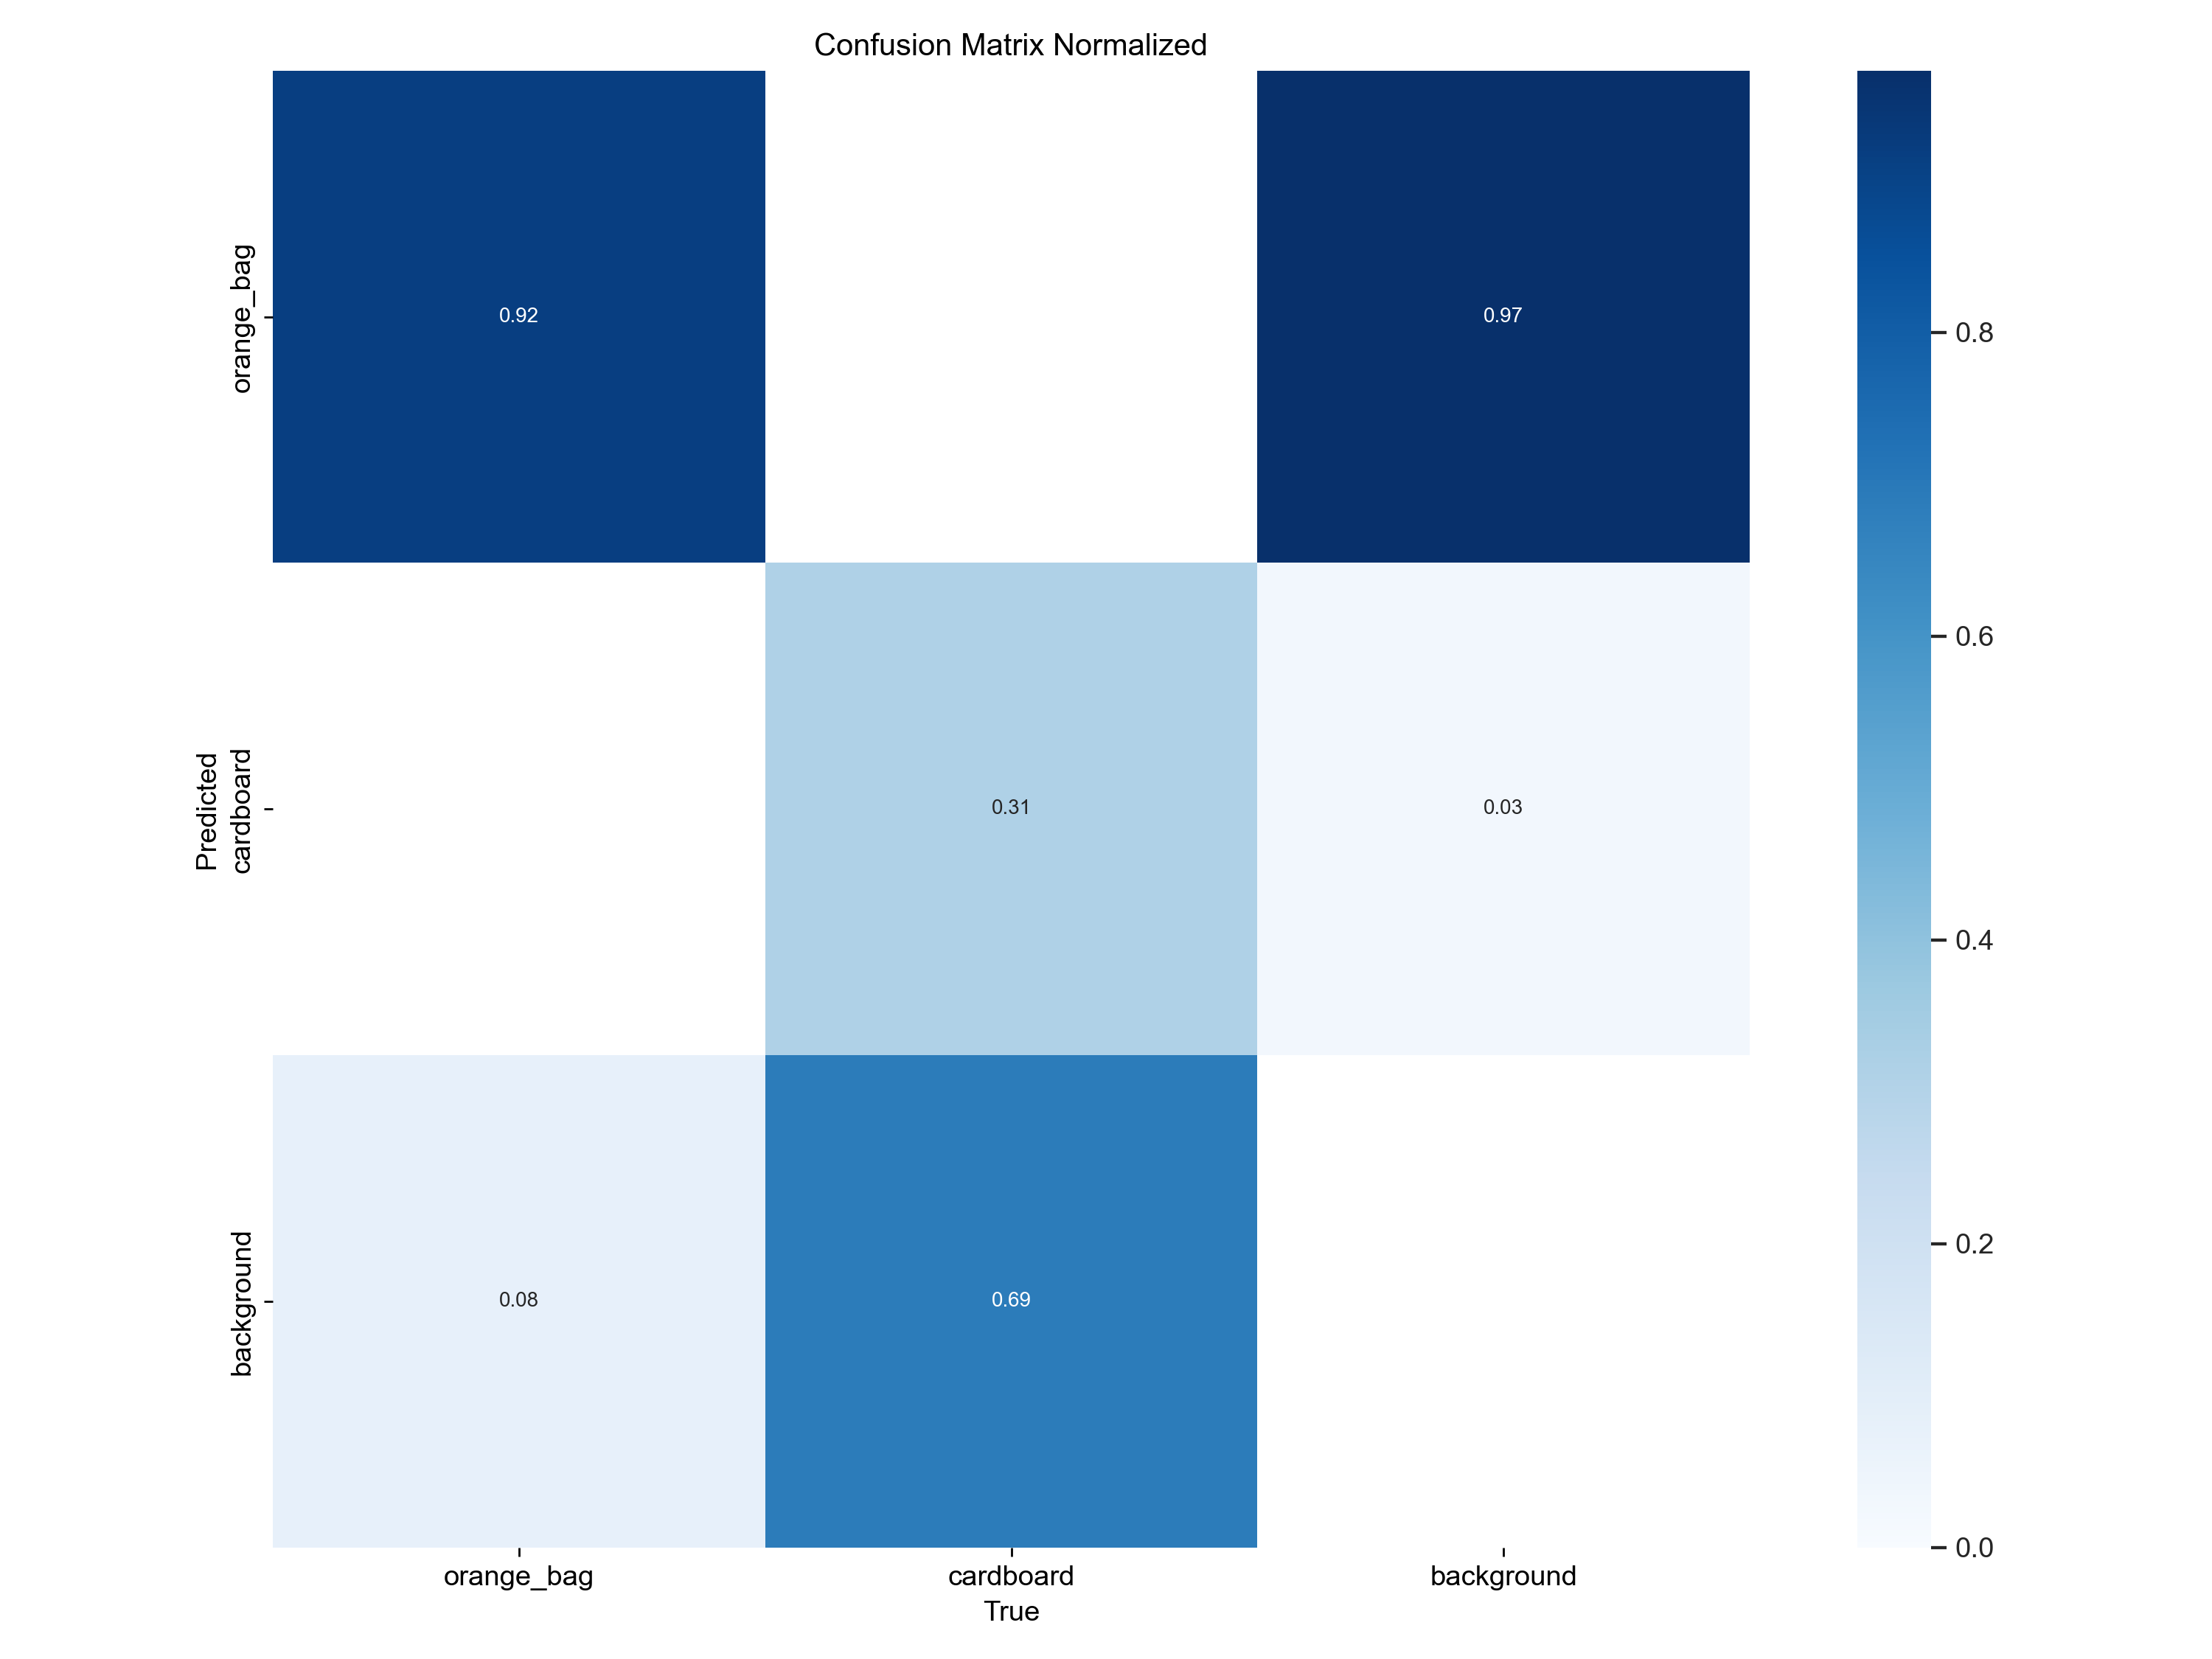 Confusion Matrix Normalized
orange_bag
0.92
0.97
0.8
0.6
Predicted
cardboard
0.31
0.03
0.4
0.2
background
0.08
0.69
0.0
orange_bag
cardboard
background
True